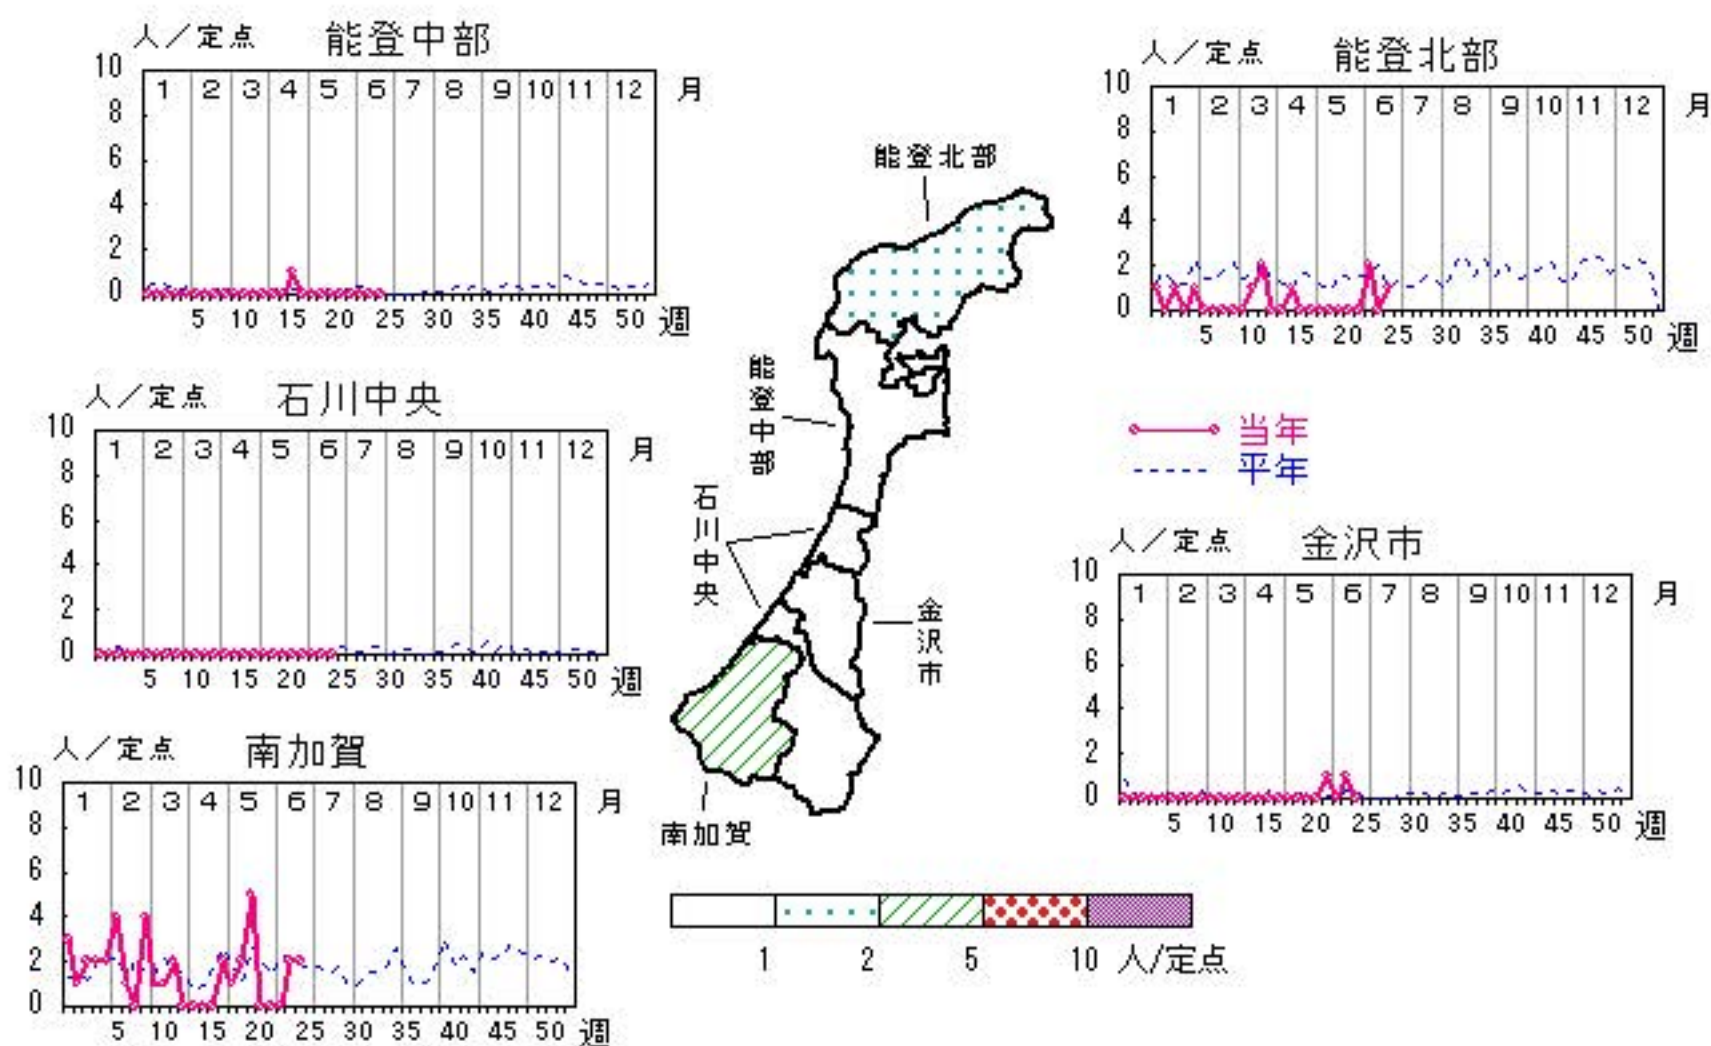 人／定点 能登中部
10 8 6 4 2 0
1 2 3 4 5 6 7 8 9 10 11 12 月
5 10 15 20 25 30 35 40 45 50 週
人／定点 能登北部
10 8 6 4 2 0
1 2 3 4 5 6 7 8 9 10 11 12 月
5 10 15 20 25 30 35 40 45 50 週
能登北部
能登中部
石川中央
金沢市
南加賀
人／定点 石川中央
10 8 6 4 2 0
1 2 3 4 5 6 7 8 9 10 11 12 月
5 10 15 20 25 30 35 40 45 50 週
当年
平年
人／定点 金沢市
10 8 6 4 2 0
1 2 3 4 5 6 7 8 9 10 11 12 月
5 10 15 20 25 30 35 40 45 50 週
人／定点 南加賀
10 8 6 4 2 0
1 2 3 4 5 6 7 8 9 10 11 12 月
5 10 15 20 25 30 35 40 45 50 週
1 2 5 10 人/定点